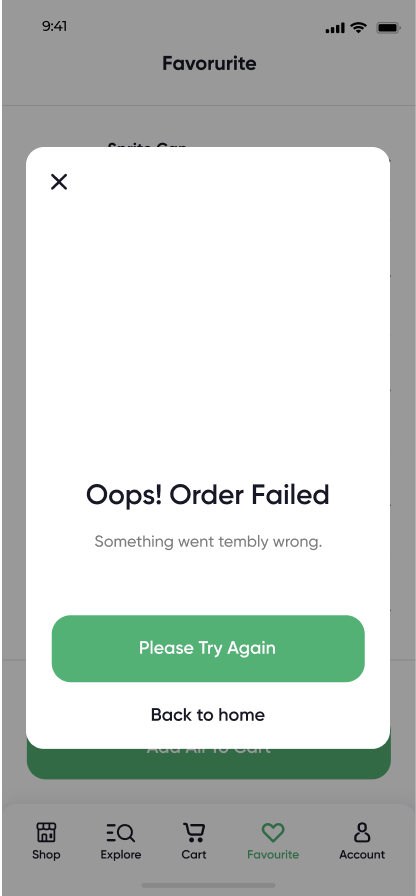 9:41
Favorurite
Sprite Can
Oops! Order Failed
Something went tembly wrong.
Please Try Again
Back to home
Add All To Cart
Shop
Explore
Cart
Favourite
Account